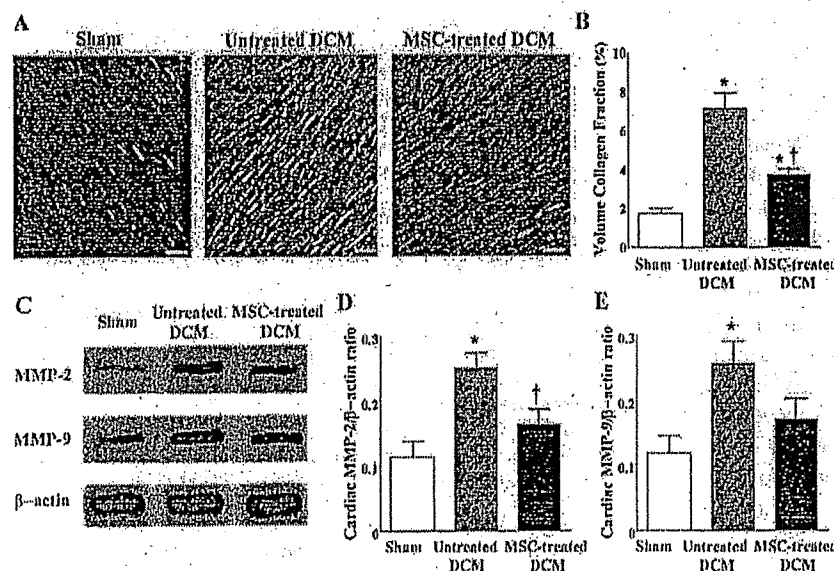 A
Sham
Untreated DCM
MSC-treated DCM
B
Volume Collagen Fraction (%)
10
8
6
4
2
0
*
* †
Sham
Untreated DCM
MSC-treated DCM
C
Sham
Untreated DCM
MSC-treated DCM
MMP-2
MMP-9
β-actin
D
Cardiac MMP-2/β-actin ratio
0.3
0.2
0.1
0
*
†
Sham
Untreated DCM
MSC-treated DCM
E
Cardiac MMP-9/β-actin ratio
0.3
0.2
0.1
0
*
Sham
Untreated DCM
MSC-treated DCM